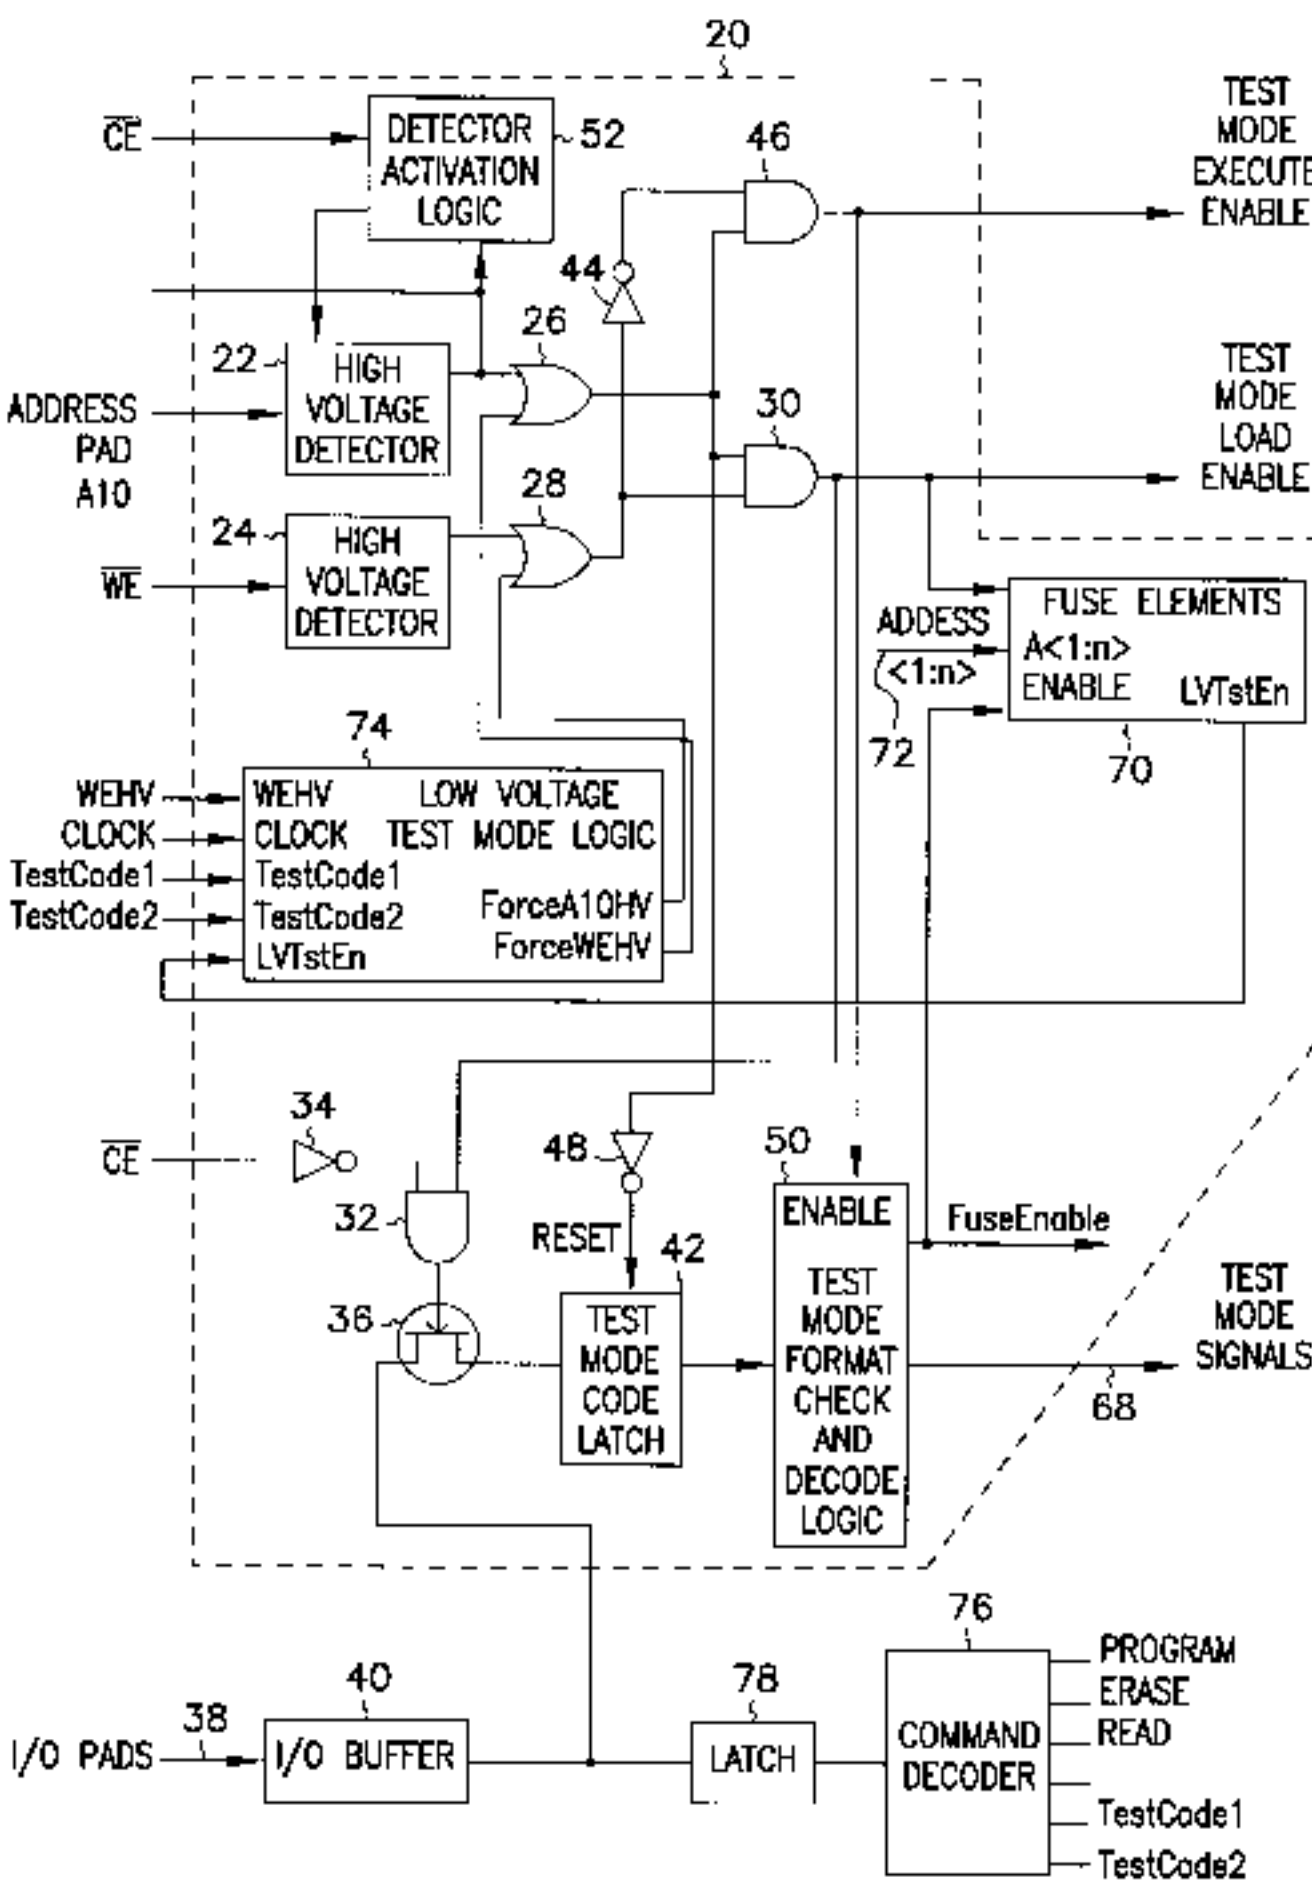 20
TEST
MODE
EXECUTE
ENABLE
CE
DETECTOR
ACTIVATION
LOGIC
52
46
44
26
22
HIGH
VOLTAGE
DETECTOR
ADDRESS
PAD
A10
30
TEST
MODE
LOAD
ENABLE
24
HIGH
VOLTAGE
DETECTOR
28
WE
FUSE ELEMENTS
A<1:n>
ENABLE
LVTstEn
ADDESS
<1:n>
72
70
74
WEHV
CLOCK
TestCode1
TestCode2
WEHV
LOW VOLTAGE
CLOCK
TEST MODE LOGIC
TestCode1
TestCode2
LVTstEn
ForceA10HV
ForceWEHV
CE
34
32
48
RESET
36
42
TEST
MODE
CODE
LATCH
50
ENABLE
TEST
MODE
FORMAT
CHECK
AND
DECODE
LOGIC
FuseEnable
TEST
MODE
SIGNALS
68
I/O PADS
38
40
I/O BUFFER
78
LATCH
76
COMMAND
DECODER
PROGRAM
ERASE
READ
TestCode1
TestCode2